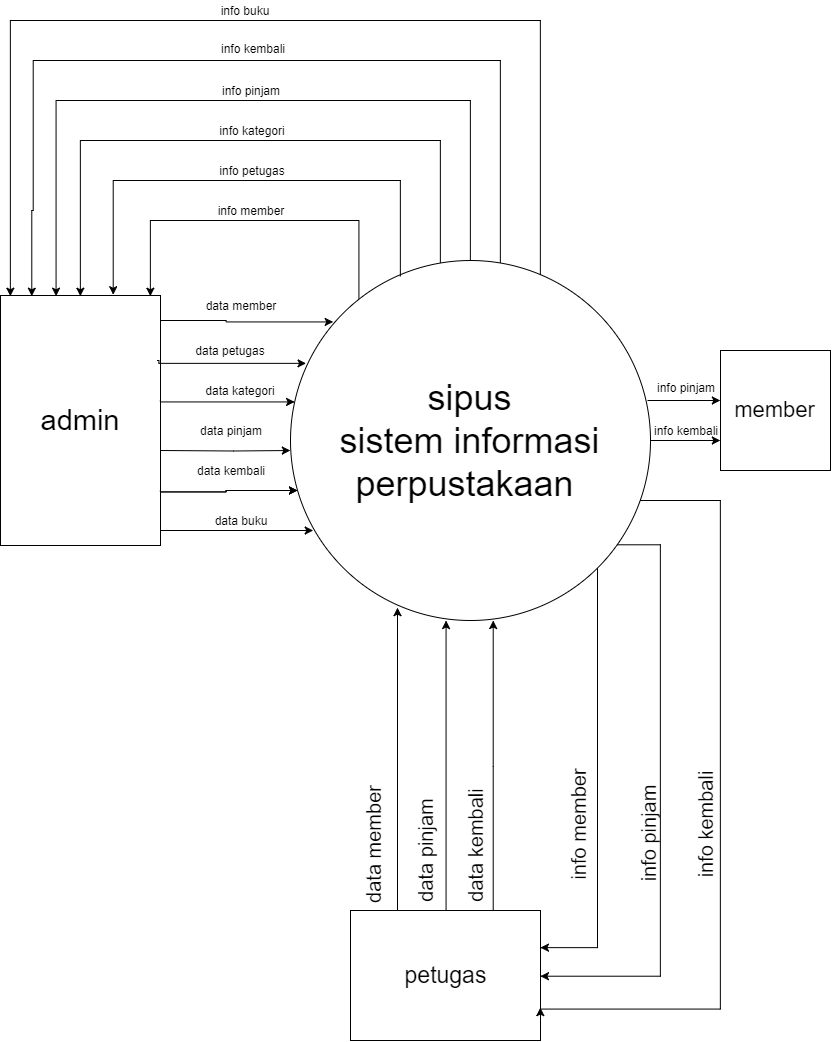 info buku
info kembali
info pinjam
info kategori
info petugas
info member
data member
data petugas
data kategori
data pinjam
data kembali
data buku
admin
sipus
sistem informasi
perpustakaan
info pinjam
info kembali
member
data member
data pinjam
data kembali
info member
info pinjam
info kembali
petugas